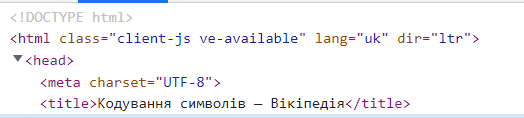 <!DOCTYPE html>
<html class="client-js ve-available" lang="uk" dir="ltr">
<head>
<meta charset="UTF-8">
<title>Кодування символів — Вікіпедія</title>